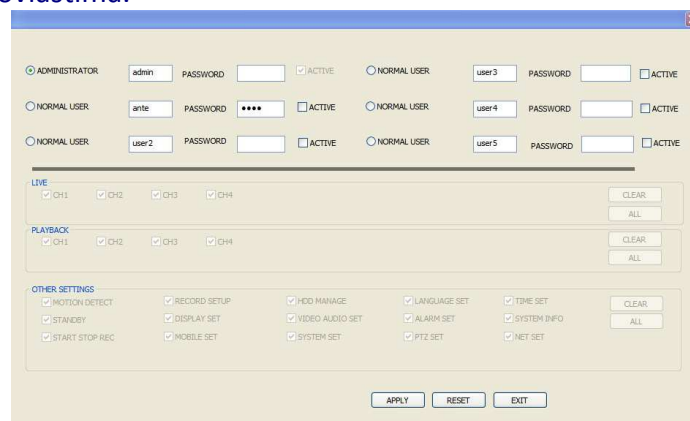 ADMINISTRATOR admin PASSWORD ACTIVE NORMAL USER user3 PASSWORD ACTIVE
NORMAL USER ante PASSWORD •••• ACTIVE NORMAL USER user4 PASSWORD ACTIVE
NORMAL USER user2 PASSWORD ACTIVE NORMAL USER user5 PASSWORD ACTIVE
LIVE
CH1 CH2 CH3 CH4 CLEAR
ALL
PLAYBACK
CH1 CH2 CH3 CH4 CLEAR
ALL
OTHER SETTINGS
MOTION DETECT RECORD SETUP HDD MANAGE LANGUAGE SET TIME SET CLEAR
STANDBY DISPLAY SET VIDEO AUDIO SET ALARM SET SYSTEM INFO ALL
START STOP REC MOBILE SET SYSTEM SET PTZ SET NET SET
APPLY RESET EXIT